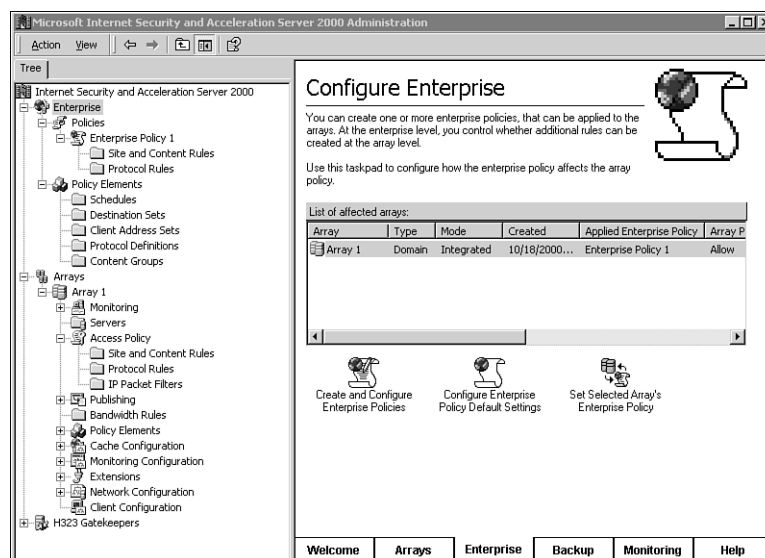 Microsoft Internet Security and Acceleration Server 2000 Administration
Action View
Tree
Internet Security and Acceleration Server 2000
Enterprise
Policies
Enterprise Policy 1
Site and Content Rules
Protocol Rules
Policy Elements
Schedules
Destination Sets
Client Address Sets
Protocol Definitions
Content Groups
Arrays
Array 1
Monitoring
Servers
Access Policy
Site and Content Rules
Protocol Rules
IP Packet Filters
Publishing
Bandwidth Rules
Policy Elements
Cache Configuration
Monitoring Configuration
Extensions
Network Configuration
Client Configuration
H323 Gatekeepers
Configure Enterprise
You can create one or more enterprise policies, that can be applied to the
arrays. At the enterprise level, you control whether additional rules can be
created at the array level.
Use this taskpad to configure how the enterprise policy affects the array
policy.
List of affected arrays:
Array Type Mode Created Applied Enterprise Policy Array P
Array 1 Domain Integrated 10/18/2000... Enterprise Policy 1 Allow
Create and Configure
Enterprise Policies
Configure Enterprise
Policy Default Settings
Set Selected Array's
Enterprise Policy
Welcome Arrays Enterprise Backup Monitoring Help